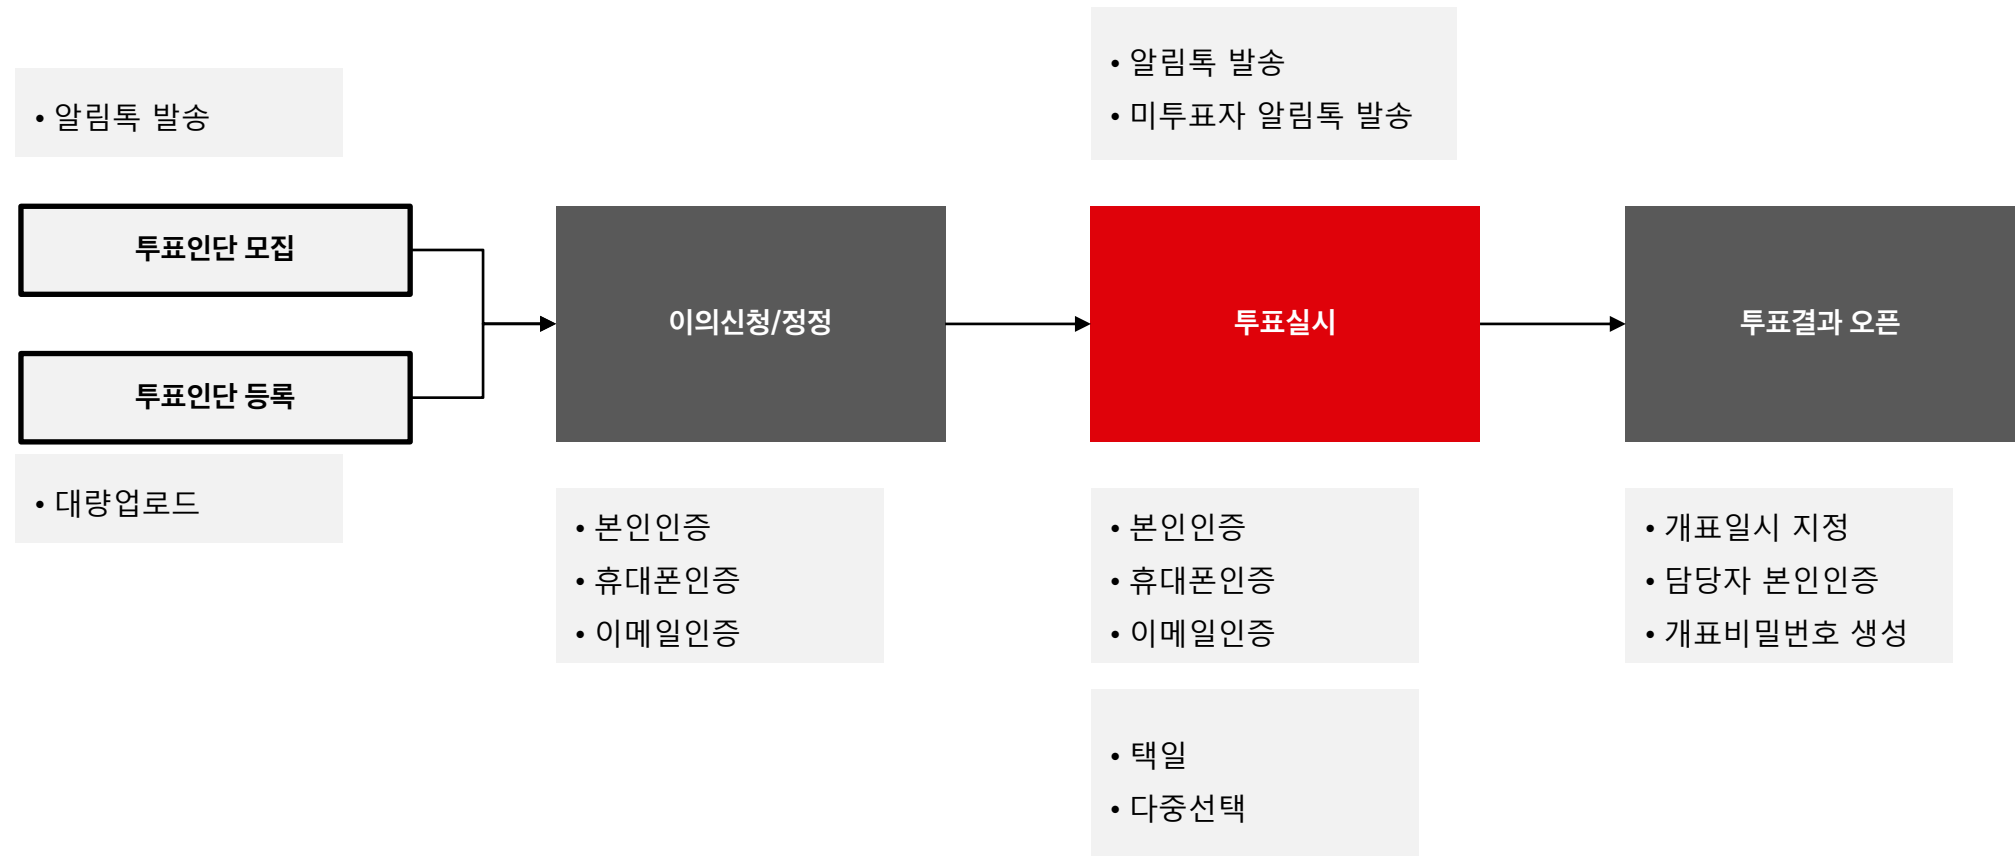 • 알림톡 발송
투표인단 모집
투표인단 등록
• 대량업로드
이의신청/정정
• 본인인증
• 휴대폰인증
• 이메일인증
• 알림톡 발송
• 미투표자 알림톡 발송
투표실시
• 본인인증
• 휴대폰인증
• 이메일인증
• 택일
• 다중선택
투표결과 오픈
• 개표일시 지정
• 담당자 본인인증
• 개표비밀번호 생성